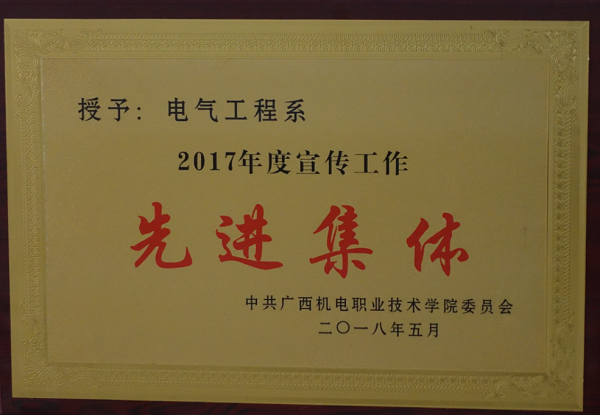 授予：电气工程系
2017年度宣传工作
先进集体
中共广西机电职业技术学院委员会
二〇一八年五月